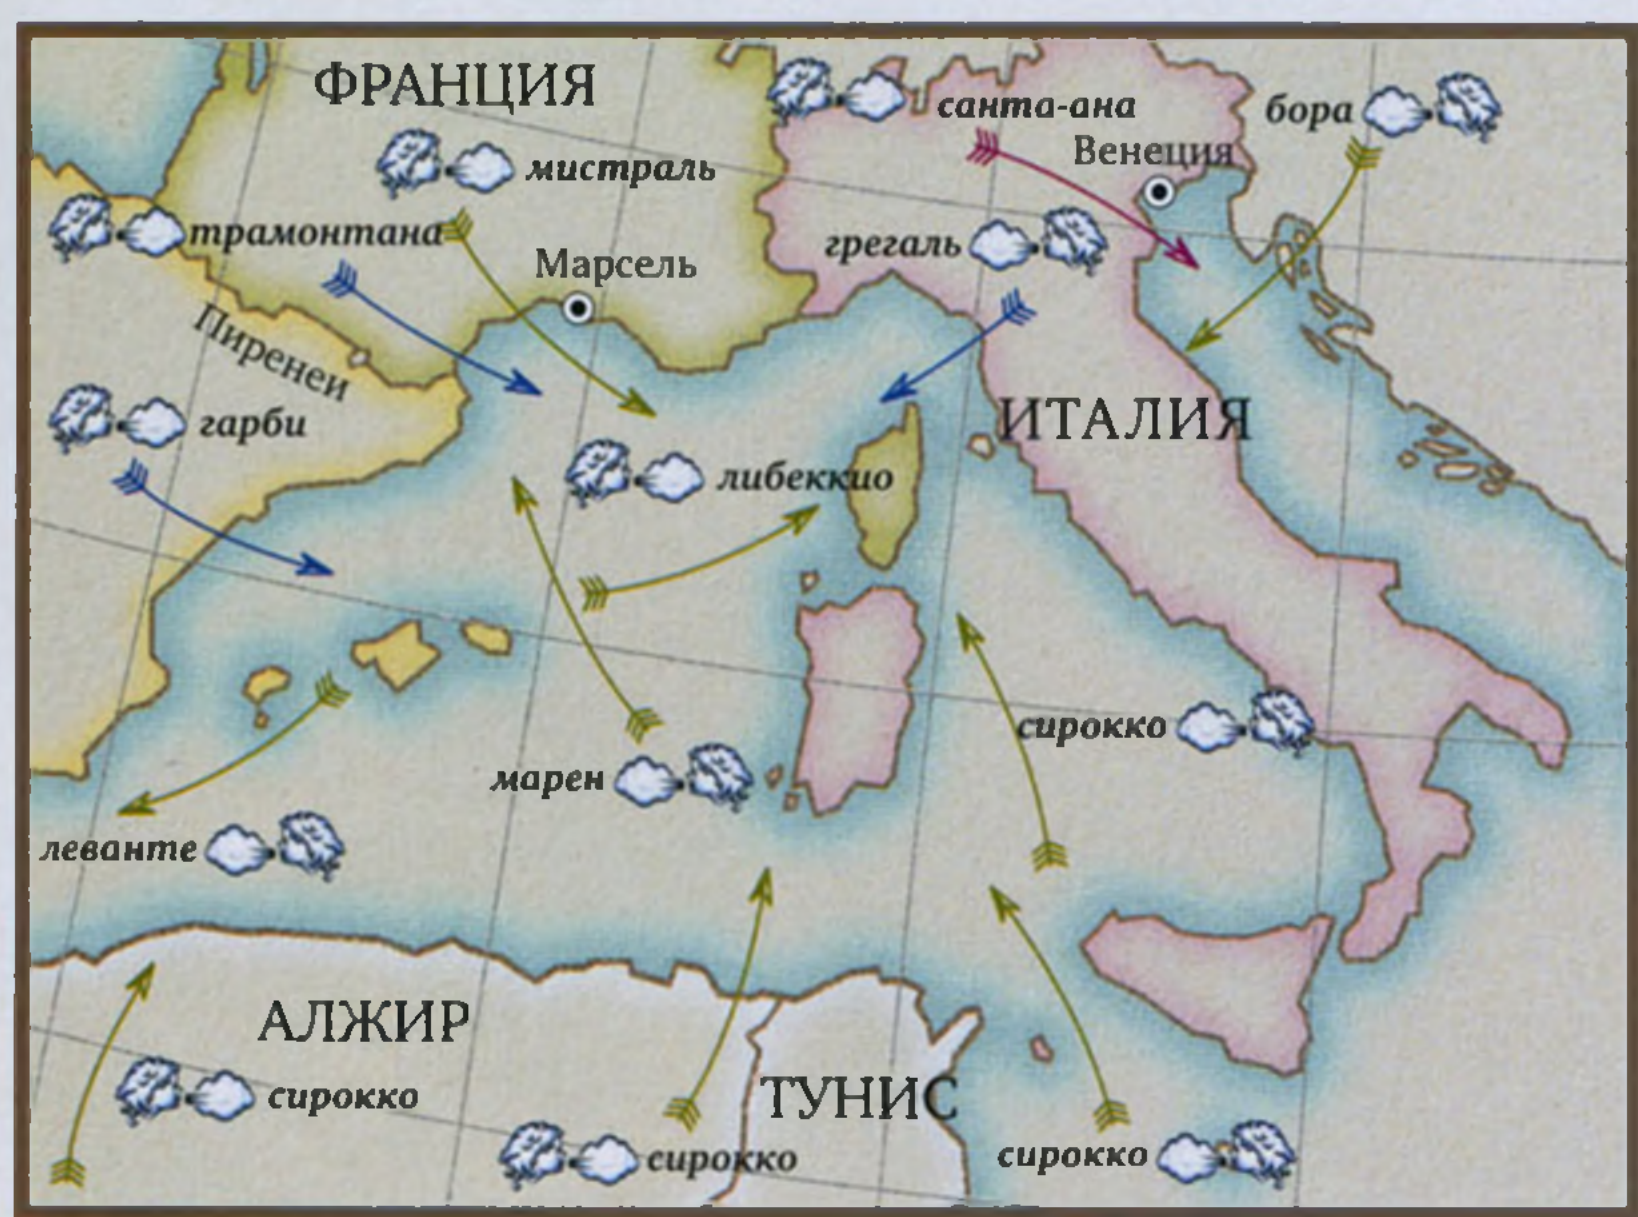 ФРАНЦИЯ
санта-ана
бора
Венеция
мистраль
трамонтана
грегаль
Марсель
Пиренеи
гарби
ИТАЛИЯ
либеккио
сирокко
марен
леванте
АЛЖИР
сирокко
ТУНИС
сирокко
сирокко